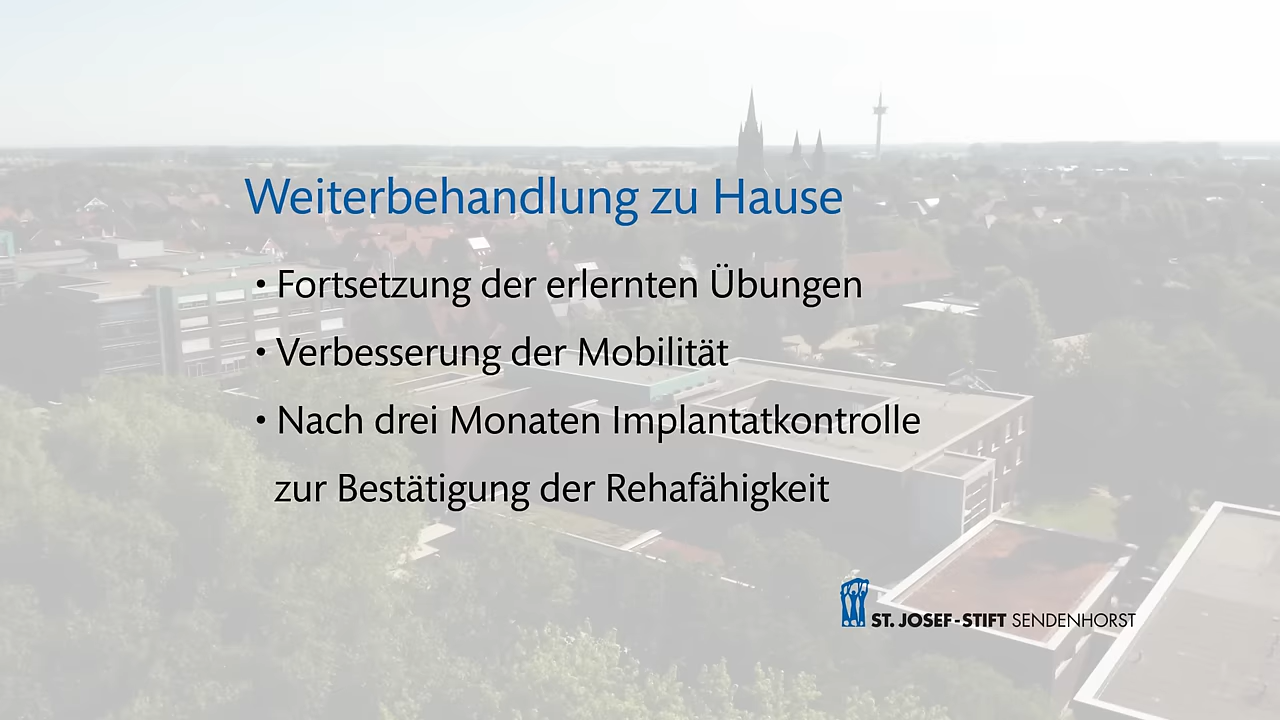 Weiterbehandlung zu Hause
• Fortsetzung der erlernten Übungen
• Verbesserung der Mobilität
• Nach drei Monaten Implantatkontrolle
zur Bestätigung der Rehafähigkeit
ST. JOSEF-STIFT SENDENHORST